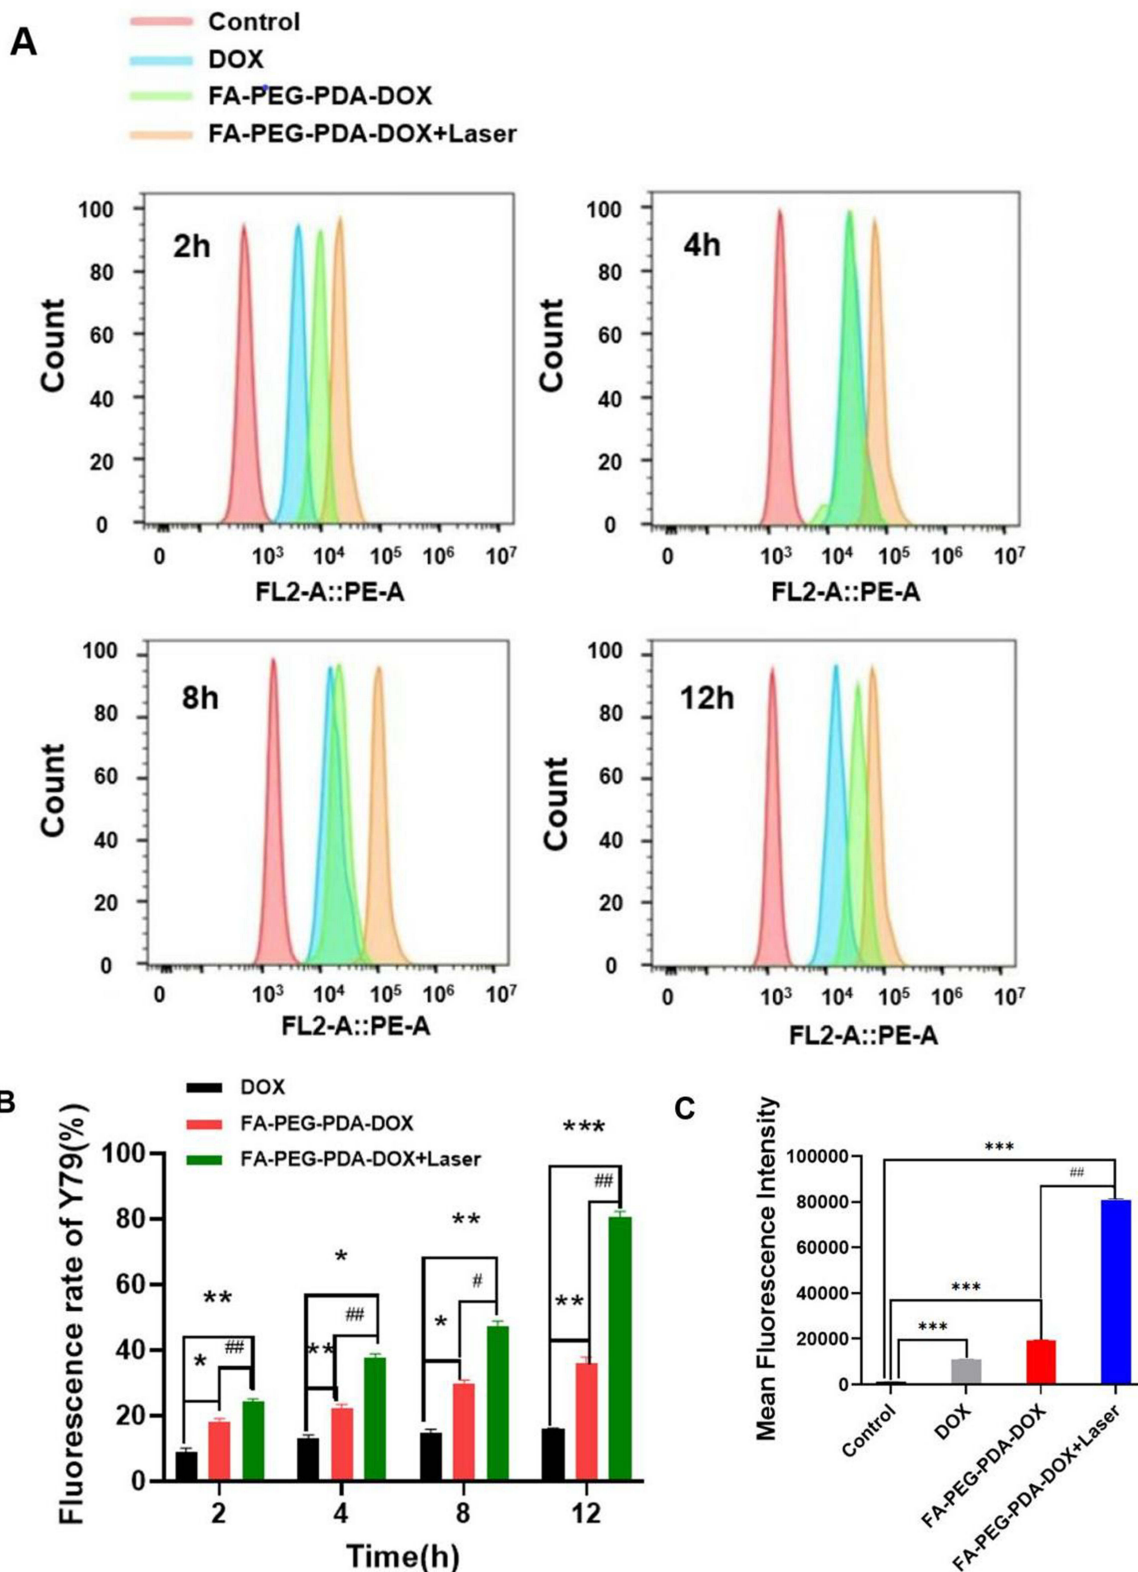 A
Control
DOX
FA-PEG-PDA-DOX
FA-PEG-PDA-DOX+Laser
2h
Count
100
80
60
40
20
0
0 10³ 10⁴ 10⁵ 10⁶ 10⁷
FL2-A::PE-A
4h
Count
100
80
60
40
20
0
0 10³ 10⁴ 10⁵ 10⁶ 10⁷
FL2-A::PE-A
8h
Count
100
80
60
40
20
0
0 10³ 10⁴ 10⁵ 10⁶ 10⁷
FL2-A::PE-A
12h
Count
100
80
60
40
20
0
0 10³ 10⁴ 10⁵ 10⁶ 10⁷
FL2-A::PE-A
B
DOX
FA-PEG-PDA-DOX
FA-PEG-PDA-DOX+Laser
Fluorescence rate of Y79(%)
100
80
60
40
20
0
** * ##
* ** ##
** * #
*** ** ##
2 4 8 12
Time(h)
C
Mean Fluorescence Intensity
100000
80000
60000
40000
20000
0
***
##
***
***
Control
DOX
FA-PEG-PDA-DOX
FA-PEG-PDA-DOX+Laser